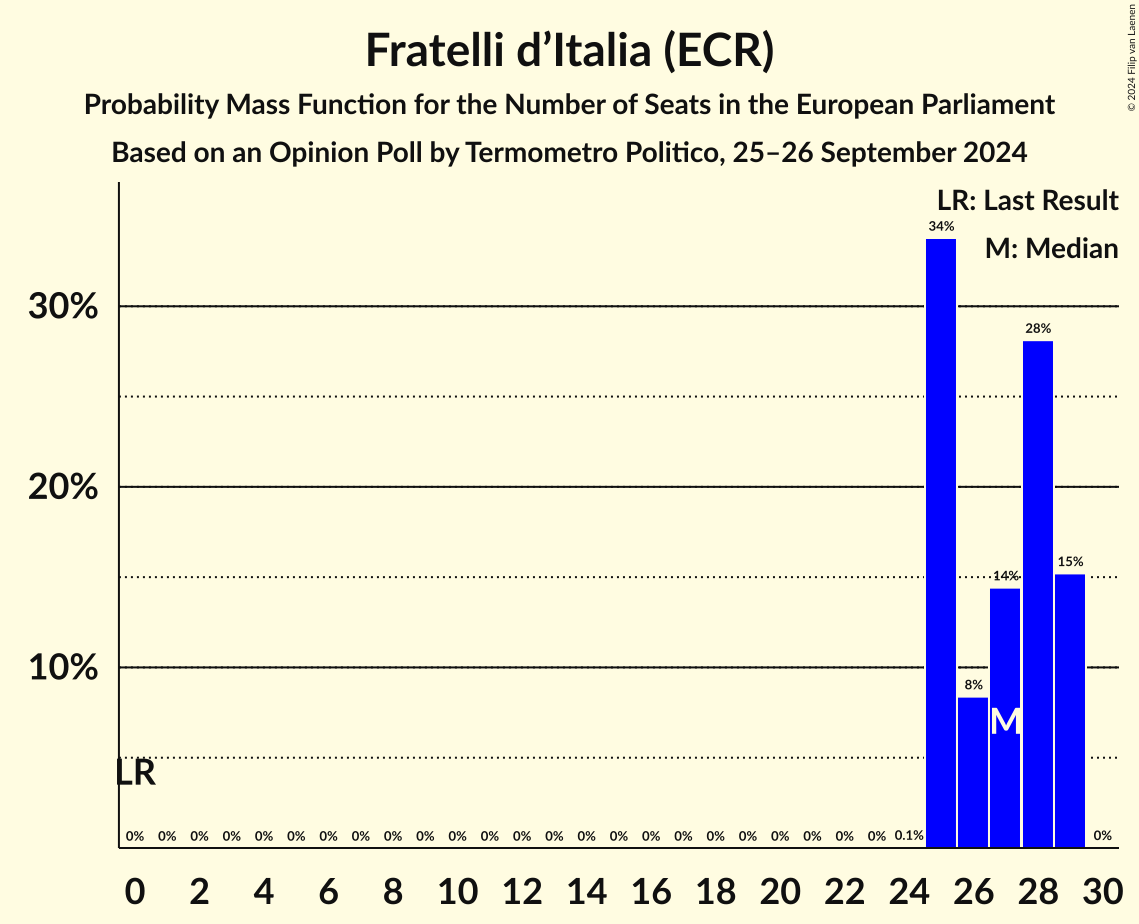 Fratelli d’Italia (ECR)
Probability Mass Function for the Number of Seats in the European Parliament
Based on an Opinion Poll by Termometro Politico, 25–26 September 2024
© 2024 Filip van Laenen
LR: Last Result
M: Median
34%
30%
28%
20%
15%
14%
10%
8%
M
LR
0% 0% 0% 0% 0% 0% 0% 0% 0% 0% 0% 0% 0% 0% 0% 0% 0% 0% 0% 0% 0% 0% 0% 0% 0.1% 0%
0 2 4 6 8 10 12 14 16 18 20 22 24 26 28 30